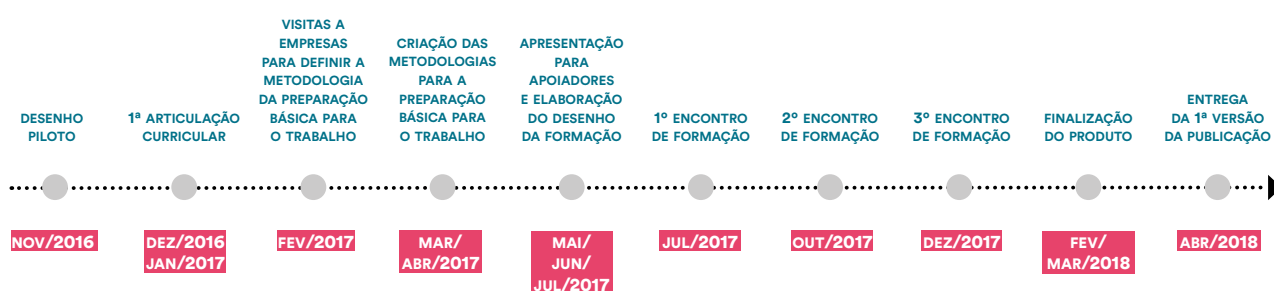 DESENHO
PILOTO
1ª ARTICULAÇÃO
CURRICULAR
VISITAS A
EMPRESAS
PARA DEFINIR A
METODOLOGIA
DA PREPARAÇÃO
BÁSICA PARA
O TRABALHO
CRIAÇÃO DAS
METODOLOGIAS
PARA A
PREPARAÇÃO
BÁSICA PARA
O TRABALHO
APRESENTAÇÃO
PARA
APOIADORES
E ELABORAÇÃO
DO DESENHO
DA FORMAÇÃO
1º ENCONTRO
DE FORMAÇÃO
2º ENCONTRO
DE FORMAÇÃO
3º ENCONTRO
DE FORMAÇÃO
FINALIZAÇÃO
DO PRODUTO
ENTREGA
DA 1ª VERSÃO
DA PUBLICAÇÃO
NOV/2016
DEZ/2016
JAN/2017
FEV/2017
MAR/
ABR/2017
MAI/
JUN/
JUL/2017
JUL/2017
OUT/2017
DEZ/2017
FEV/
MAR/2018
ABR/2018